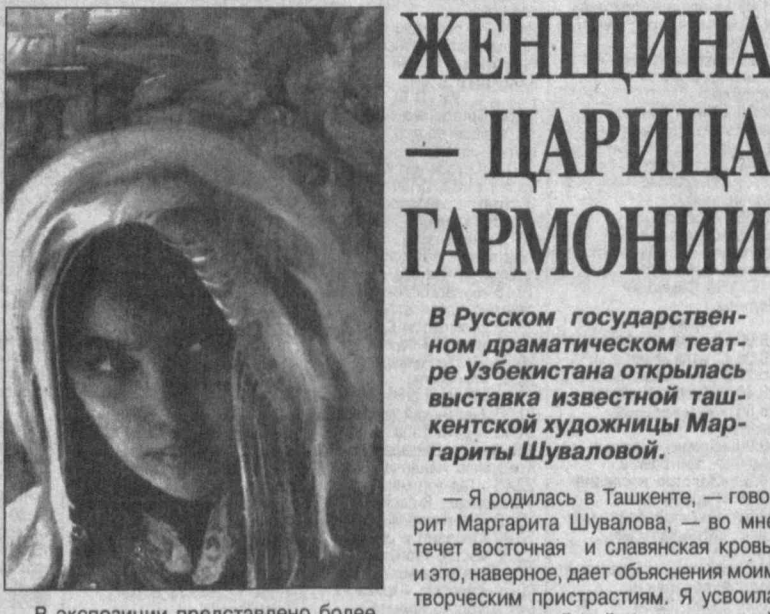 ЖЕНЩИНА
— ЦАРИЦА
ГАРМОНИИ
В Русском государствен-
ном драматическом теат-
ре Узбекистана открылась
выставка известной таш-
кентской художницы Мар-
гариты Шуваловой.
— Я родилась в Ташкенте, — гово-
рит Маргарита Шувалова, — во мне
течет восточная и славянская кровь,
и это, наверное, дает объяснения моим
творческим пристрастиям. Я усвоила
В экспозиции представлено более